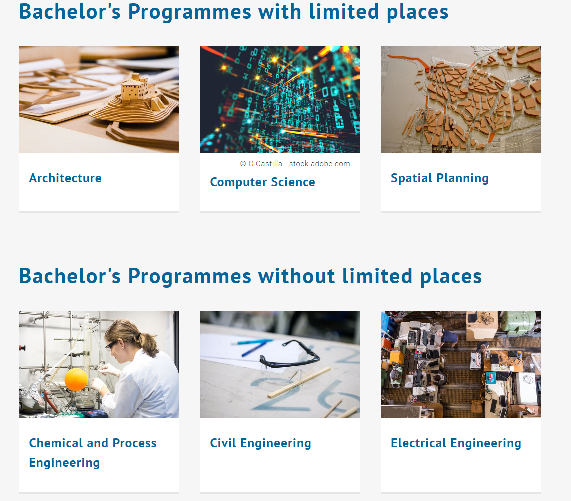 Bachelor's Programmes with limited places
© O Castilla - stock.adobe.com
Architecture
Computer Science
Spatial Planning
Bachelor's Programmes without limited places
Chemical and Process
Engineering
Civil Engineering
Electrical Engineering